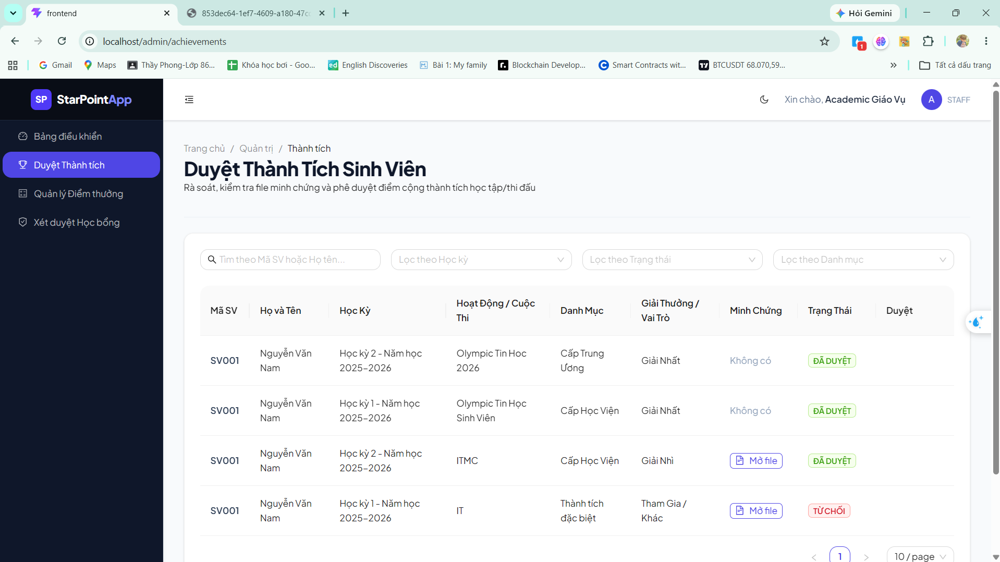 frontend
853dec64-1ef7-4609-a180-47c
Hỏi Gemini
localhost/admin/achievements
1
Gmail
Maps
Thầy Phong-Lớp 86...
Khóa học bơi - Goo...
English Discoveries
Bài 1: My family
Blockchain Develop...
Smart Contracts wit...
BTCUSDT 68.070,59...
Tất cả dấu trang
SP StarPointApp
Xin chào, Academic Giáo Vụ
A
STAFF
Bảng điều khiển
Duyệt Thành tích
Quản lý Điểm thưởng
Xét duyệt Học bổng
Trang chủ / Quản trị / Thành tích
Duyệt Thành Tích Sinh Viên
Rà soát, kiểm tra file minh chứng và phê duyệt điểm cộng thành tích học tập/thi đấu
Tìm theo Mã SV hoặc Họ tên...
Lọc theo Học kỳ
Lọc theo Trạng thái
Lọc theo Danh mục
Mã SV
Họ và Tên
Học Kỳ
Hoạt Động / Cuộc
Thi
Danh Mục
Giải Thưởng /
Vai Trò
Minh Chứng
Trạng Thái
Duyệt
SV001
Nguyễn Văn
Nam
Học kỳ 2 - Năm học
2025-2026
Olympic Tin Hoc
2026
Cấp Trung
Ương
Giải Nhất
Không có
ĐÃ DUYỆT
SV001
Nguyễn Văn
Nam
Học kỳ 1 - Năm học
2025-2026
Olympic Tin Học
Sinh Viên
Cấp Học Viện
Giải Nhất
Không có
ĐÃ DUYỆT
SV001
Nguyễn Văn
Nam
Học kỳ 2 - Năm học
2025-2026
ITMC
Cấp Học Viện
Giải Nhì
Mở file
ĐÃ DUYỆT
SV001
Nguyễn Văn
Nam
Học kỳ 1 - Năm học
2025-2026
IT
Thành tích
đặc biệt
Tham Gia /
Khác
Mở file
TỪ CHỐI
1
10 / page